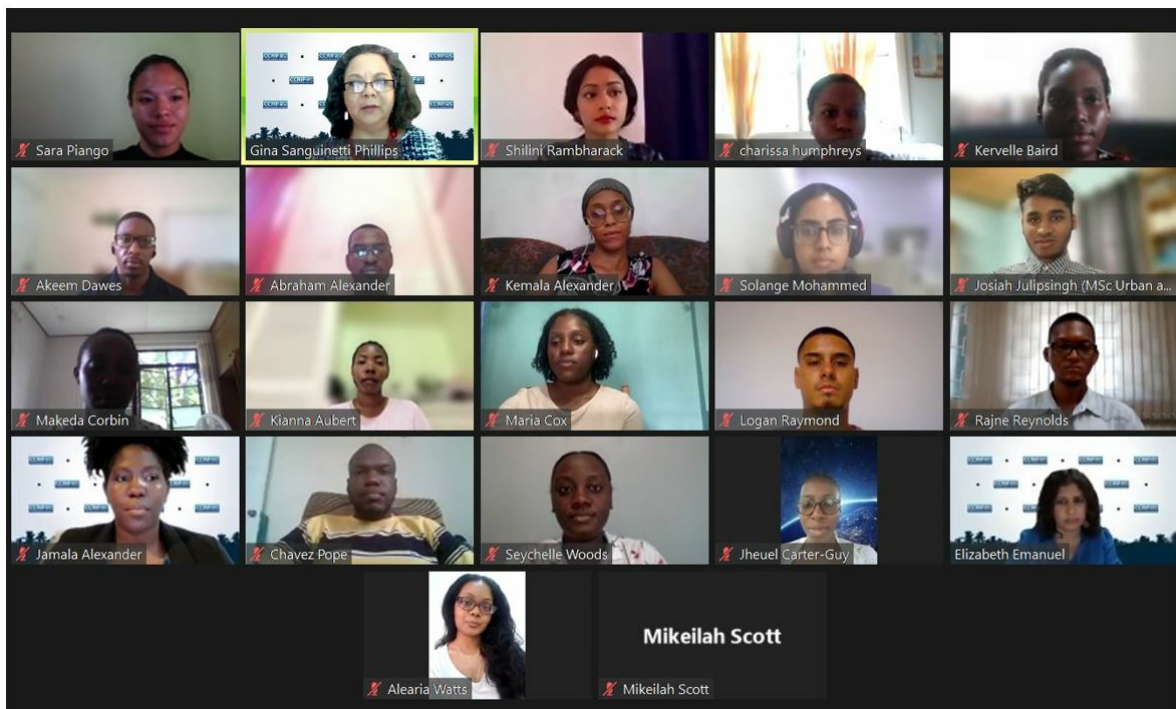 Sara Piango
Gina Sanguinetti Phillips
Shilini Rambharack
charissa humphreys
Kervelle Baird
Akeem Dawes
Abraham Alexander
Kemala Alexander
Solange Mohammed
Josiah Julipsingh (MSc Urban a...
Makeda Corbin
Kianna Aubert
Maria Cox
Logan Raymond
Rajne Reynolds
Jamala Alexander
Chavez Pope
Seychelle Woods
Jheuel Carter-Guy
Elizabeth Emanuel
Alearia Watts
Mikeilah Scott
Mikeilah Scott